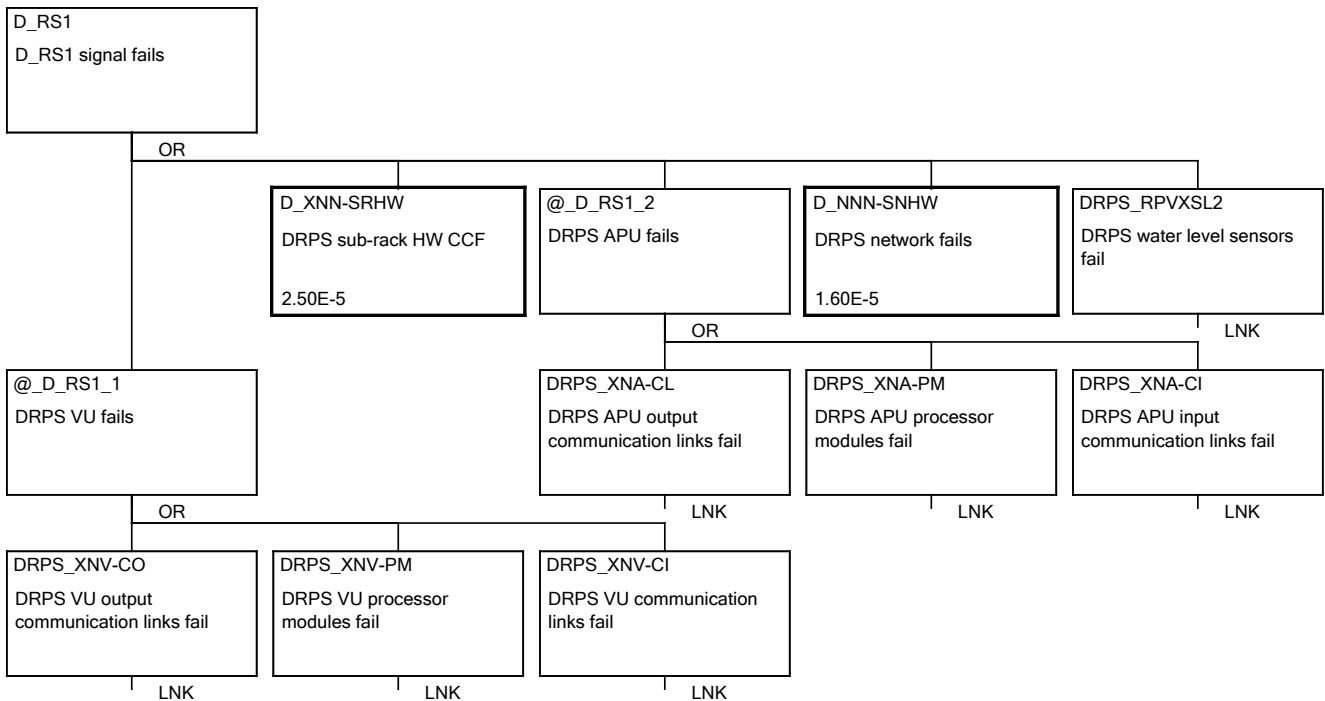 D_RS1
D_RS1 signal fails
OR
D_XNN-SRHW
DRPS sub-rack HW CCF
2.50E-5
@_D_RS1_2
DRPS APU fails
OR
D_NNN-SNHW
DRPS network fails
1.60E-5
DRPS_RPVXSL2
DRPS water level sensors
fail
LNK
@_D_RS1_1
DRPS VU fails
OR
DRPS_XNA-CL
DRPS APU output
communication links fail
LNK
DRPS_XNA-PM
DRPS APU processor
modules fail
LNK
DRPS_XNA-CI
DRPS APU input
communication links fail
LNK
DRPS_XNV-CO
DRPS VU output
communication links fail
LNK
DRPS_XNV-PM
DRPS VU processor
modules fail
LNK
DRPS_XNV-CI
DRPS VU communication
links fail
LNK